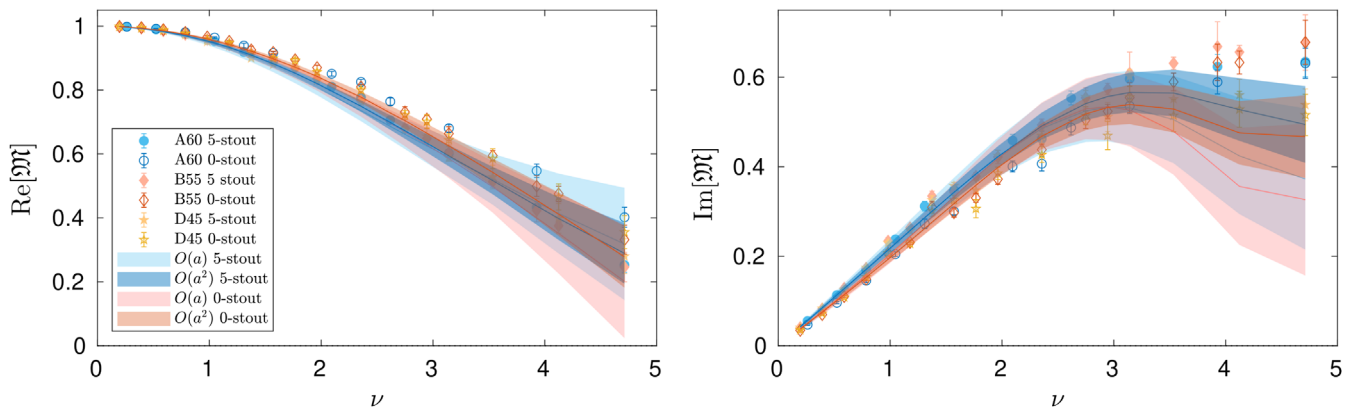 Re[𝔐]
1
0.8
0.6
0.4
0.2
0
A60 5-stout
A60 0-stout
B55 5 stout
B55 0-stout
D45 5-stout
D45 0-stout
O(a) 5-stout
O(a²) 5-stout
O(a) 0-stout
O(a²) 0-stout
0 1 2 3 4 5
ν
Im[𝔐]
0.6
0.4
0.2
0
0 1 2 3 4 5
ν